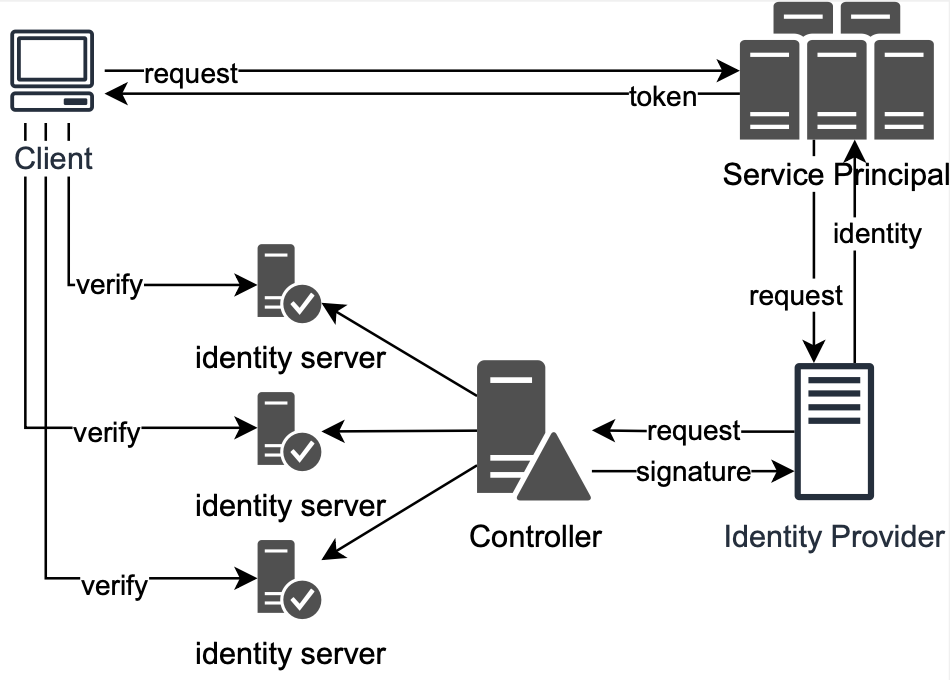 request
token
Client
Service Principal
identity
verify
request
identity server
verify
request
signature
identity server
Controller
Identity Provider
verify
identity server